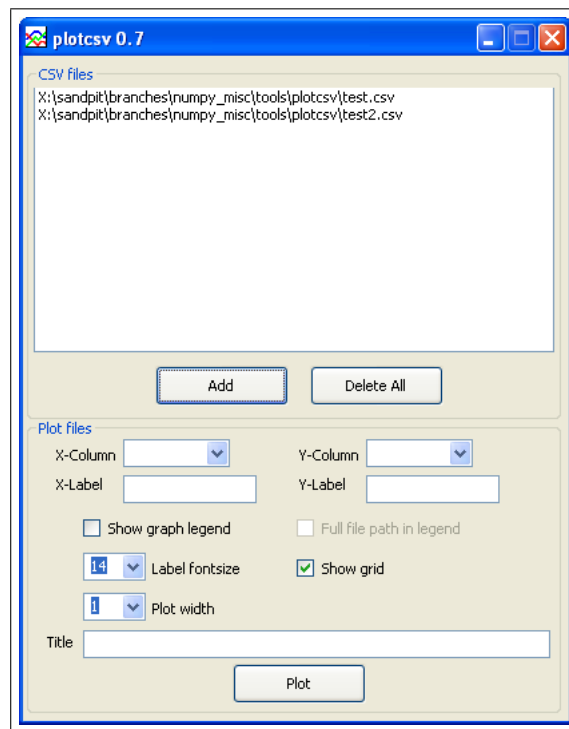 plotcsv 0.7
CSV files
X:\sandpit\branches\numpy_misc\tools\plotcsv\test.csv
X:\sandpit\branches\numpy_misc\tools\plotcsv\test2.csv
Add Delete All
Plot files
X-Column Y-Column
X-Label Y-Label
Show graph legend Full file path in legend
14 Label fontsize Show grid
1 Plot width
Title
Plot